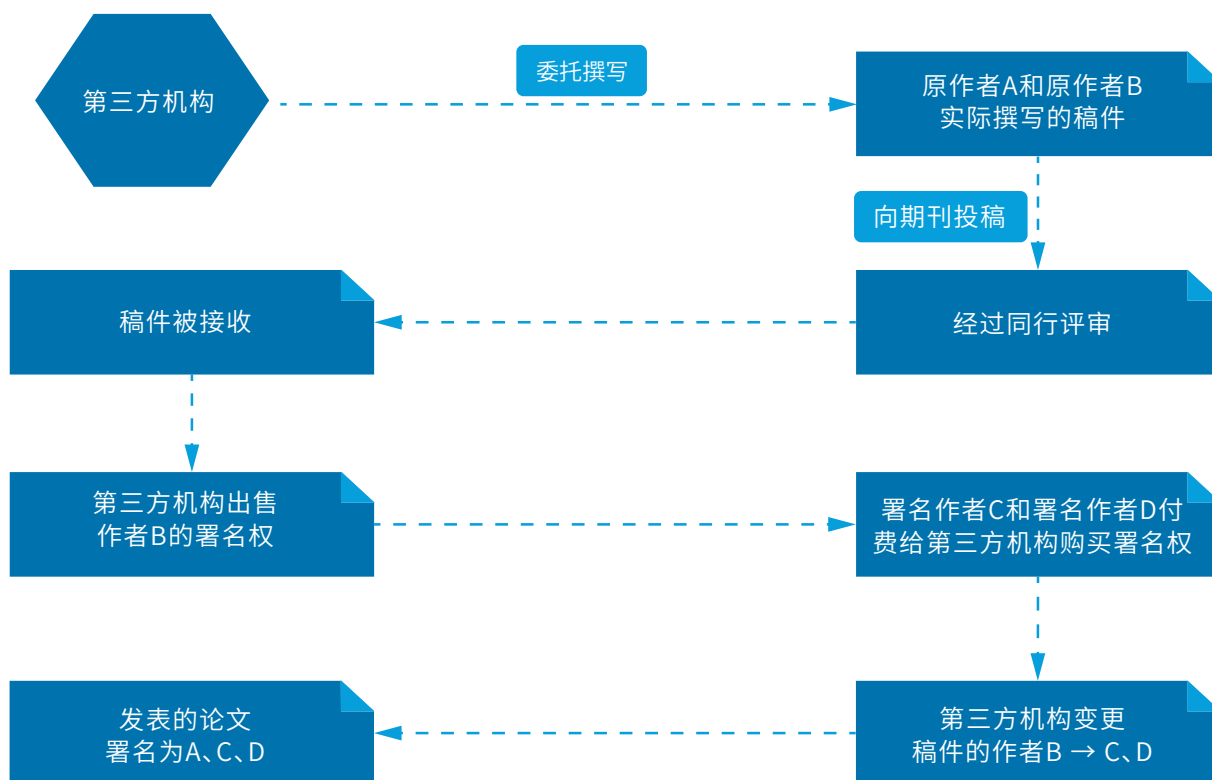 第三方机构
委托撰写
原作者A和原作者B
实际撰写的稿件
向期刊投稿
稿件被接收
经过同行评审
第三方机构出售
作者B的署名权
署名作者C和署名作者D付
费给第三方机构购买署名权
发表的论文
署名为A、C、D
第三方机构变更
稿件的作者B → C、D